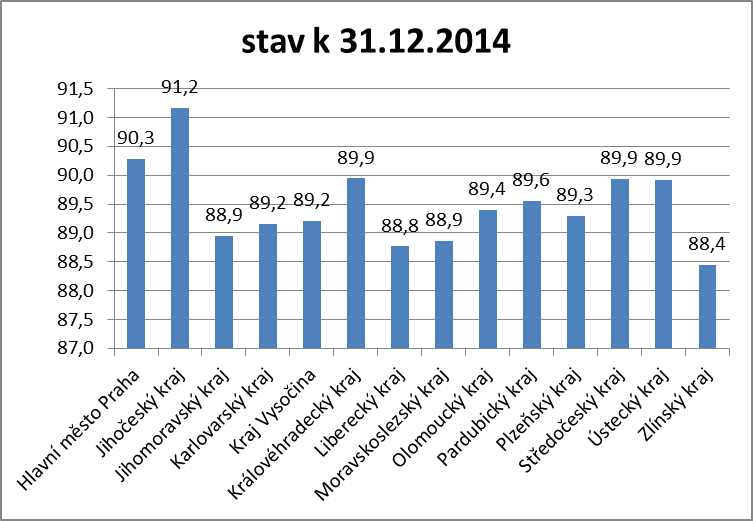 stav k 31.12.2014
91,5
91,0
90,5
90,0
89,5
89,0
88,5
88,0
87,5
87,0
90,3
91,2
88,9
89,2
89,2
89,9
88,8
88,9
89,4
89,6
89,3
89,9
89,9
88,4
Hlavní město Praha
Jihočeský kraj
Jihomoravský kraj
Karlovarský kraj
Kraj Vysočina
Královéhradecký kraj
Liberecký kraj
Moravskoslezský kraj
Olomoucký kraj
Pardubický kraj
Plzeňský kraj
Středočeský kraj
Ústecký kraj
Zlínský kraj